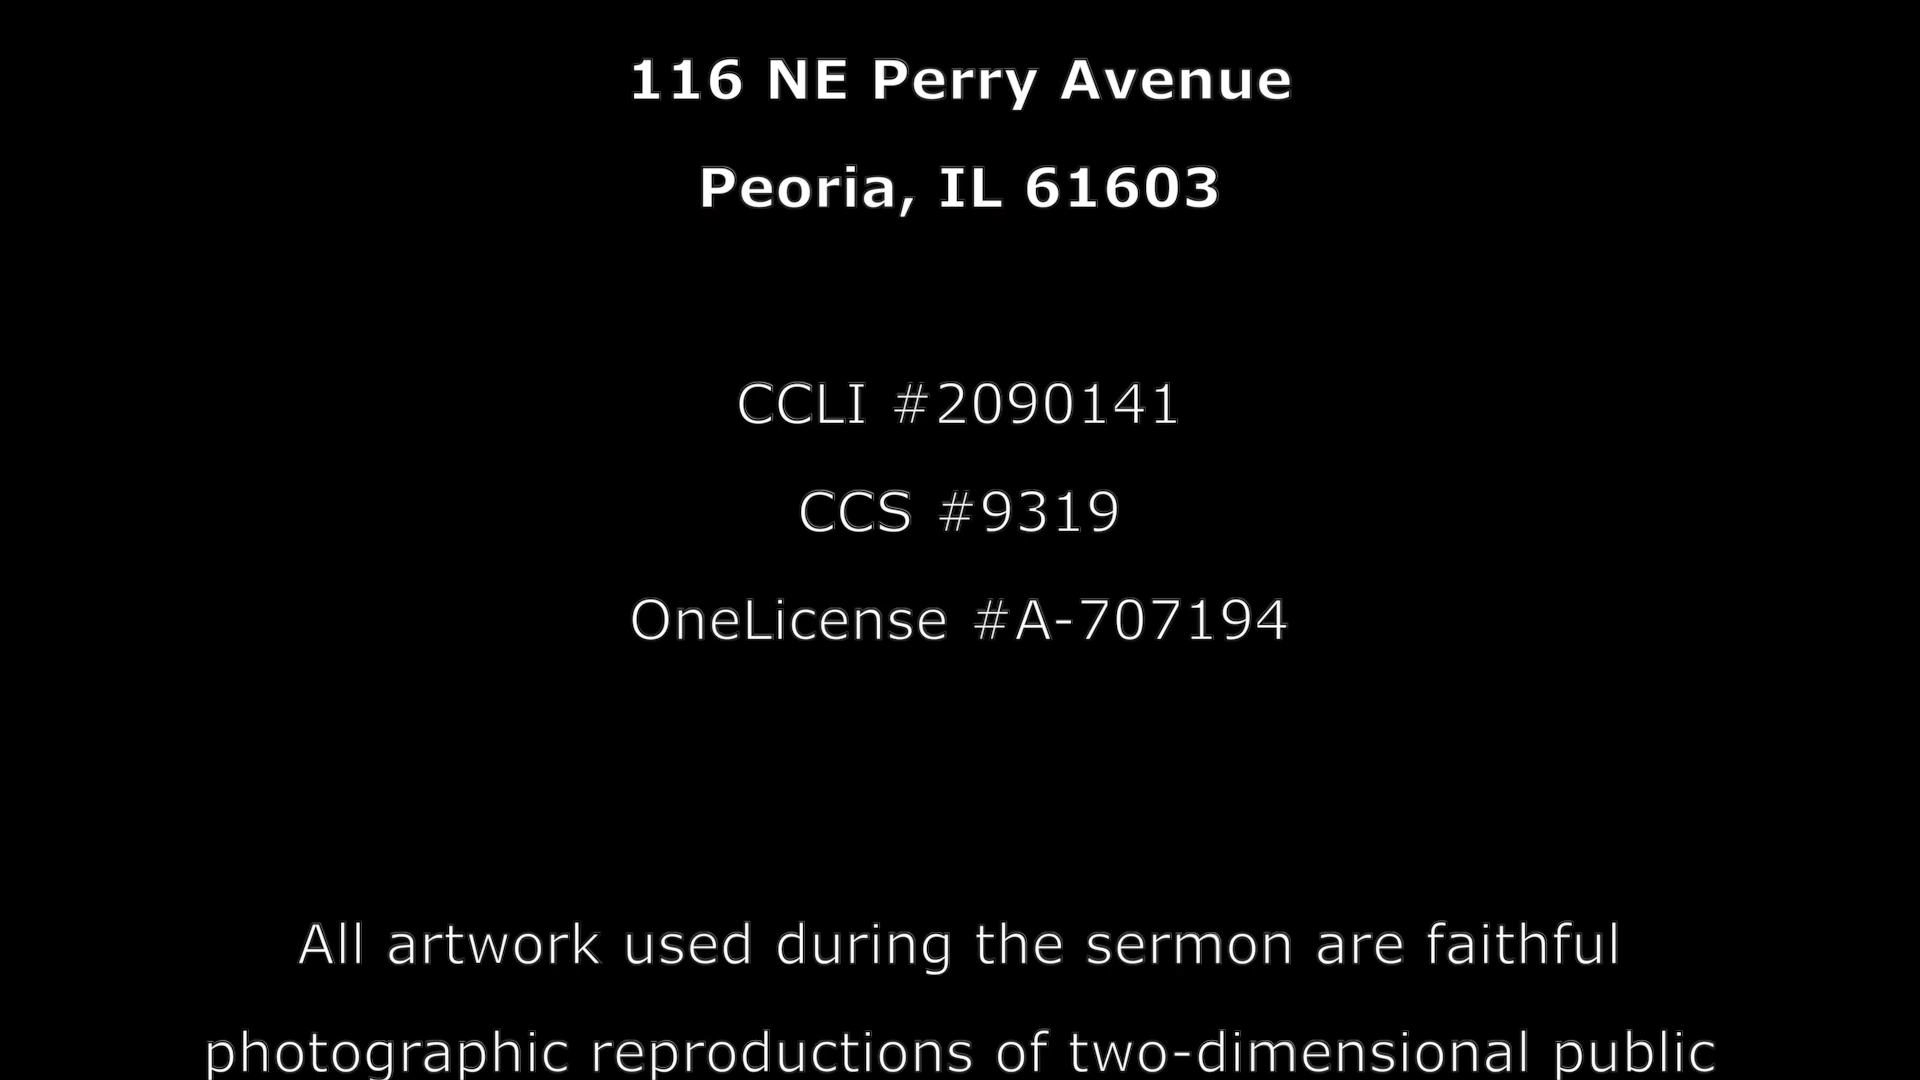 116 NE Perry Avenue
Peoria, IL 61603
CCLI #2090141
CCS #9319
OneLicense #A-707194
All artwork used during the sermon are faithful
photographic reproductions of two-dimensional public